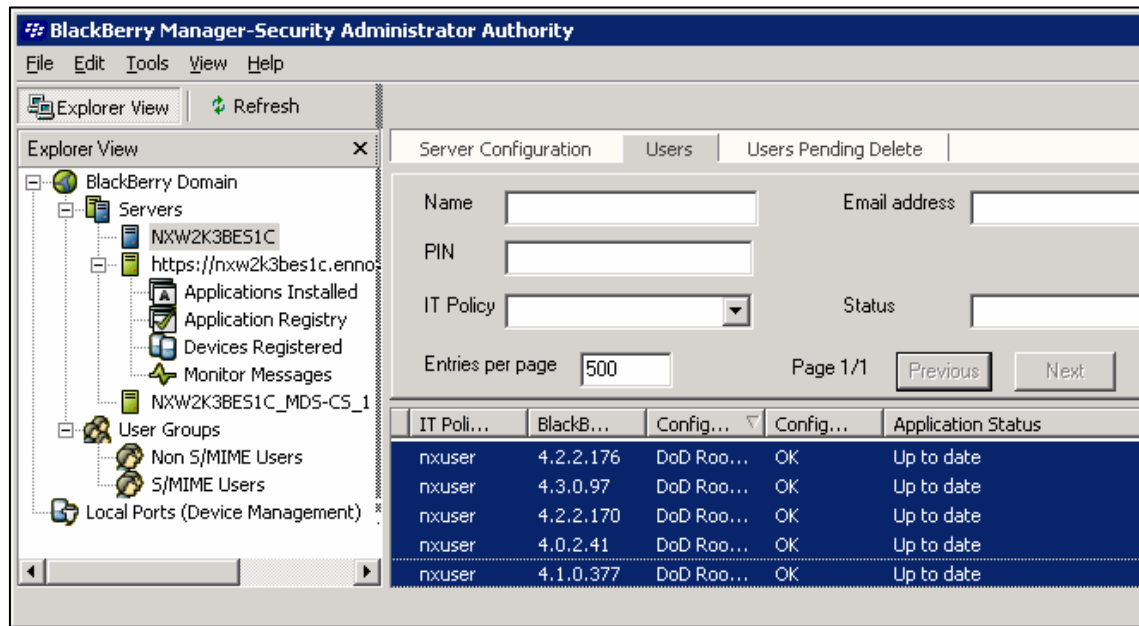 BlackBerry Manager-Security Administrator Authority
File Edit Tools View Help
Explorer View Refresh
Explorer View
BlackBerry Domain
Servers
NXW2K3BES1C
https://nxw2k3bes1c.enno
Applications Installed
Application Registry
Devices Registered
Monitor Messages
NXW2K3BES1C_MDS-CS_1
User Groups
Non S/MIME Users
S/MIME Users
Local Ports (Device Management)
Server Configuration Users Users Pending Delete
Name Email address
PIN
IT Policy Status
Entries per page 500 Page 1/1 Previous Next
IT Poli... BlackB... Config... Config... Application Status
nxuser 4.2.2.176 DoD Roo... OK Up to date
nxuser 4.3.0.97 DoD Roo... OK Up to date
nxuser 4.2.2.170 DoD Roo... OK Up to date
nxuser 4.0.2.41 DoD Roo... OK Up to date
nxuser 4.1.0.377 DoD Roo... OK Up to date